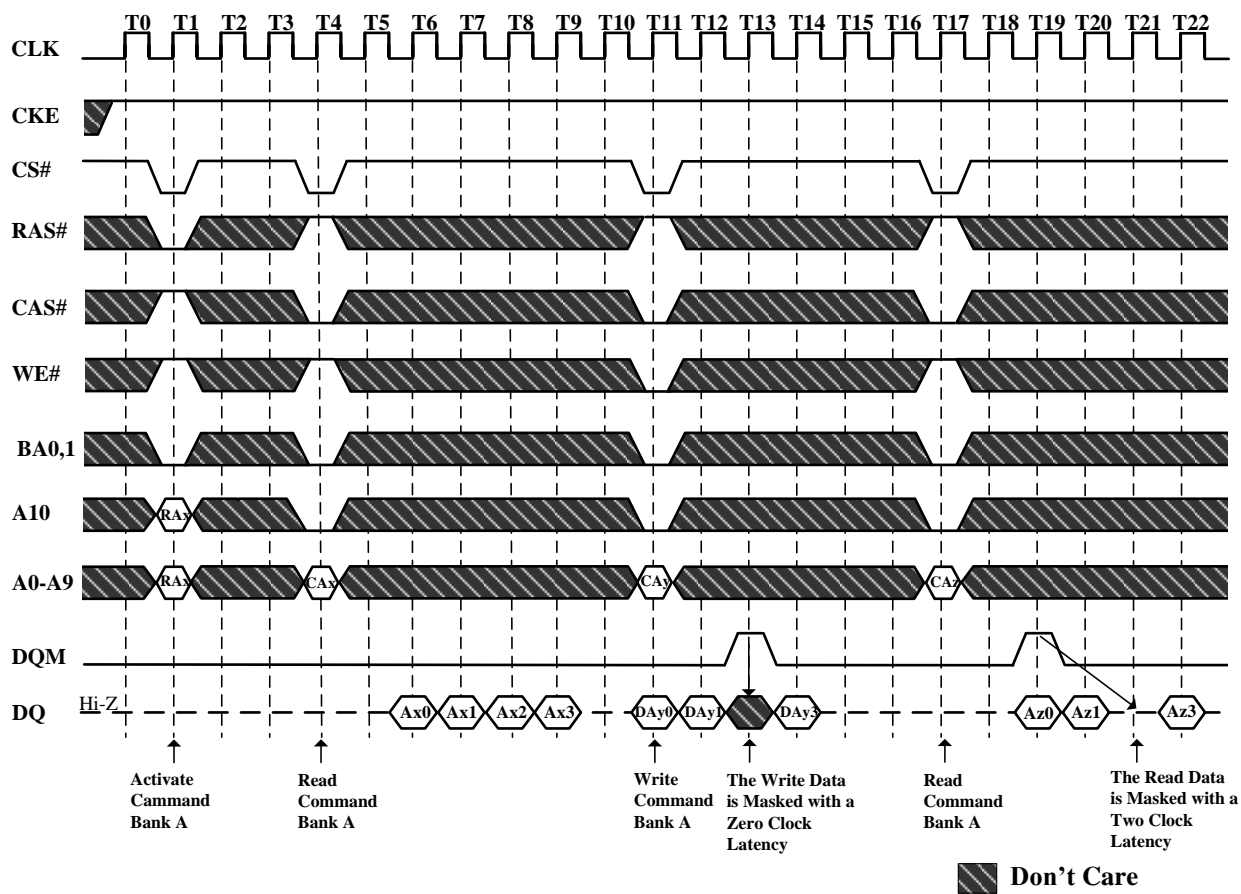 T0 T1 T2 T3 T4 T5 T6 T7 T8 T9 T10 T11 T12 T13 T14 T15 T16 T17 T18 T19 T20 T21 T22
CLK
CKE
CS#
RAS#
CAS#
WE#
BA0,1
A10 RAx
A0-A9 RAx CAx CAy CAz
DQM
DQ Hi-Z Ax0 Ax1 Ax2 Ax3 DAy0 DAy1 DAy3 Az0 Az1 Az3
Activate
Cammand
Bank A
Read
Command
Bank A
Write
Command
Bank A
The Write Data
is Masked with a
Zero Clock
Latency
Read
Command
Bank A
The Read Data
is Masked with a
Two Clock
Latency
Don't Care